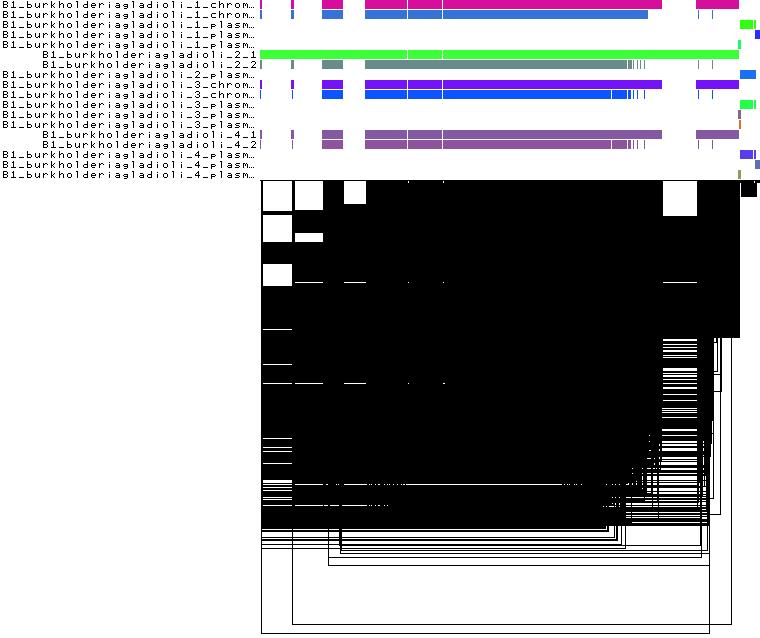 B1_burkholderiagladioli_1_chrom…
B1_burkholderiagladioli_1_chrom…
B1_burkholderiagladioli_1_plasm…
B1_burkholderiagladioli_1_plasm…
B1_burkholderiagladioli_1_plasm…
B1_burkholderiagladioli_2_1
B1_burkholderiagladioli_2_2
B1_burkholderiagladioli_2_plasm…
B1_burkholderiagladioli_3_chrom…
B1_burkholderiagladioli_3_chrom…
B1_burkholderiagladioli_3_plasm…
B1_burkholderiagladioli_3_plasm…
B1_burkholderiagladioli_3_plasm…
B1_burkholderiagladioli_4_1
B1_burkholderiagladioli_4_2
B1_burkholderiagladioli_4_plasm…
B1_burkholderiagladioli_4_plasm…
B1_burkholderiagladioli_4_plasm…